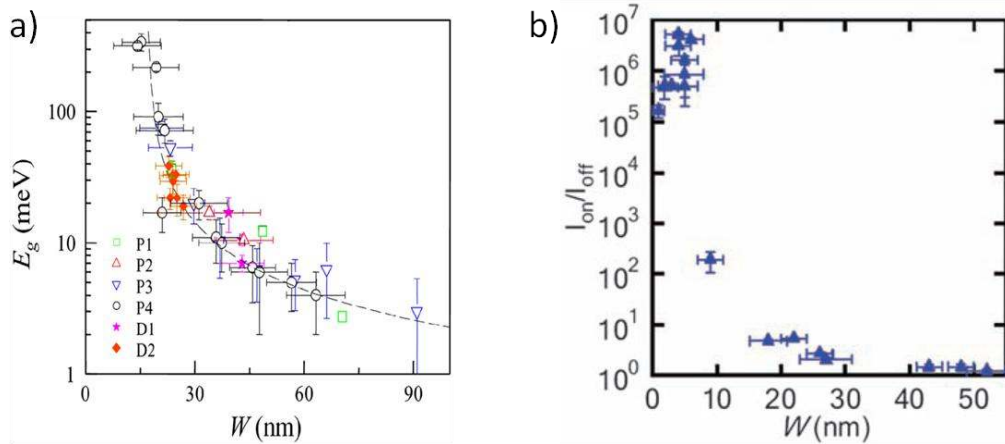 a)
E_g (meV)
100
10
1
P1
P2
P3
P4
D1
D2
0 30 60 90
W (nm)
b)
I_on/I_off
10^7
10^6
10^5
10^4
10^3
10^2
10^1
10^0
0 10 20 30 40 50
W (nm)